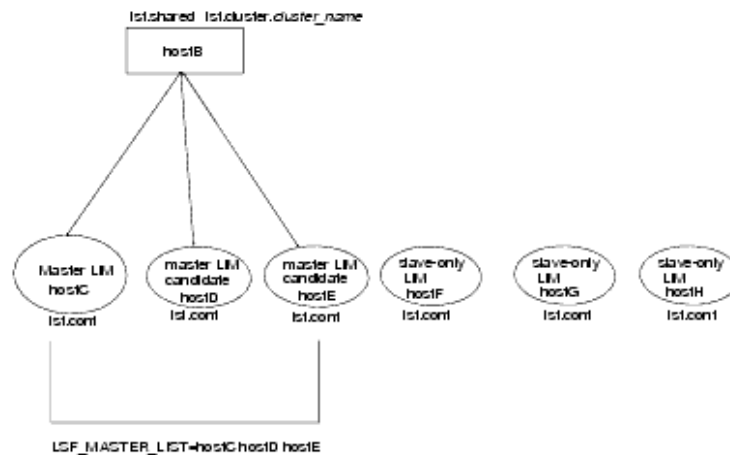 lsf.shared lsf.cluster.cluster_name
hostB
Master LIM
hostC
lsf.conf
master LIM
candidate
hostD
lsf.conf
master LIM
candidate
hostE
lsf.conf
slave-only
LIM
hostF
lsf.conf
slave-only
LIM
hostG
lsf.conf
slave-only
LIM
hostH
lsf.conf
LSF_MASTER_LIST=hostC hostD hostE